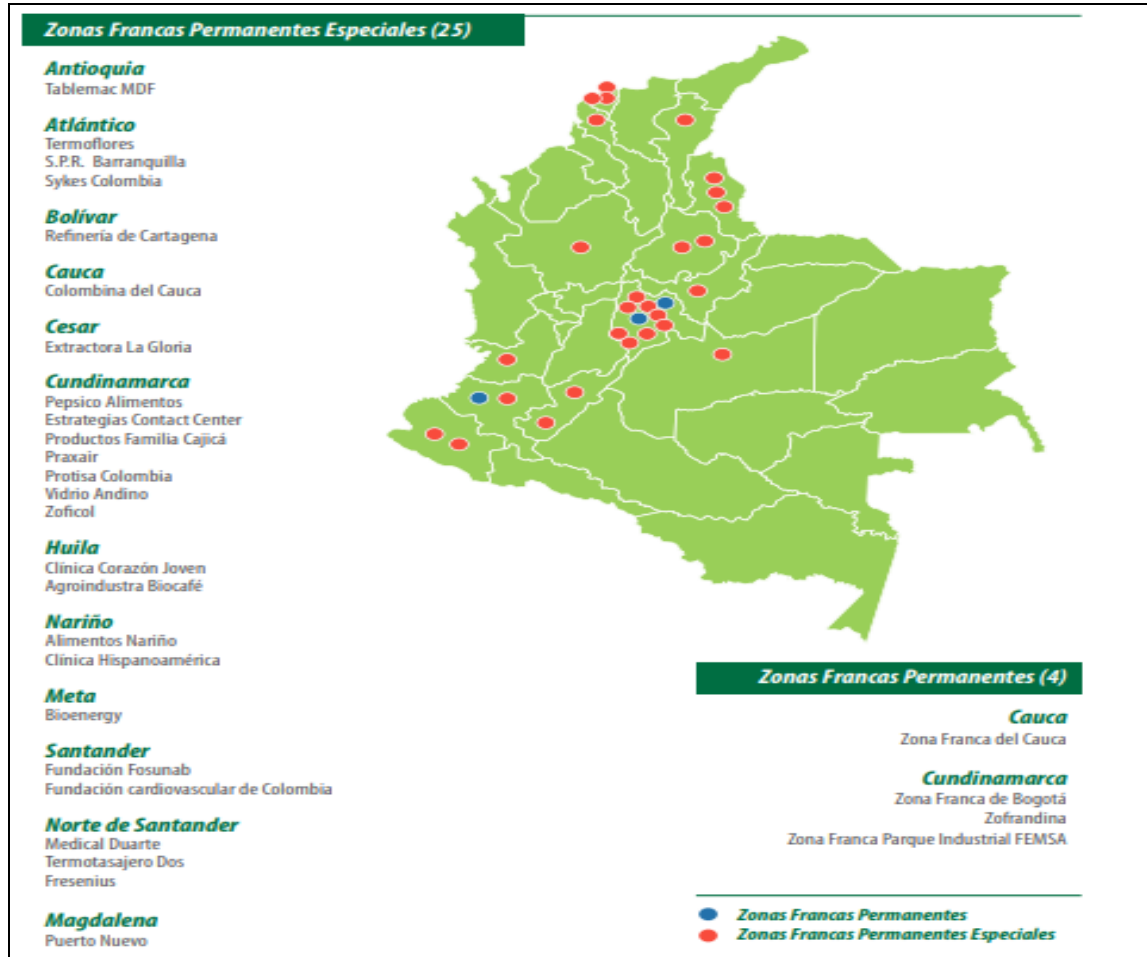 Zonas Francas Permanentes Especiales (25)
Antioquia
Tablemac MDF
Atlántico
Termoflores
S.P.R. Barranquilla
Sykes Colombia
Bolívar
Refinería de Cartagena
Cauca
Colombina del Cauca
Cesar
Extractora La Gloria
Cundinamarca
Pepsico Alimentos
Estrategias Contact Center
Productos Familia Cajicá
Praxair
Protisa Colombia
Vidrio Andino
Zoficol
Huila
Clínica Corazón Joven
Agroindustra Biocafé
Nariño
Alimentos Nariño
Clínica Hispanoamérica
Meta
Bioenergy
Santander
Fundación Fosunab
Fundación cardiovascular de Colombia
Norte de Santander
Medical Duarte
Termotasajero Dos
Fresenius
Magdalena
Puerto Nuevo
Zonas Francas Permanentes (4)
Cauca
Zona Franca del Cauca
Cundinamarca
Zona Franca de Bogotá
Zofrandina
Zona Franca Parque Industrial FEMSA
Zonas Francas Permanentes
Zonas Francas Permanentes Especiales